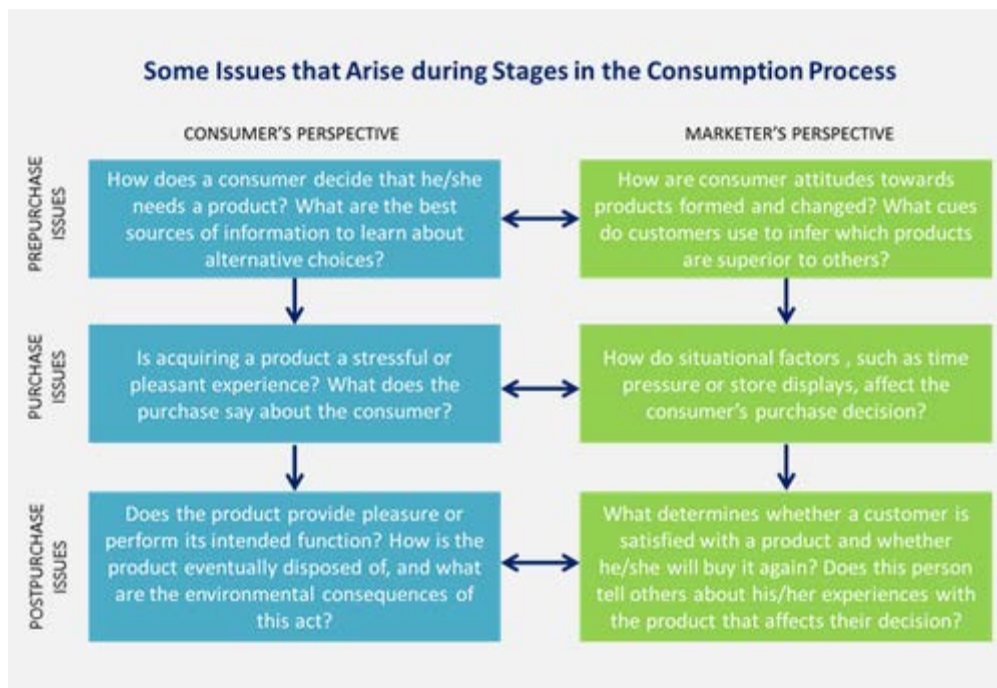 Some Issues that Arise during Stages in the Consumption Process
CONSUMER'S PERSPECTIVE
MARKETER'S PERSPECTIVE
PREPURCHASE
ISSUES
How does a consumer decide that he/she
needs a product? What are the best
sources of information to learn about
alternative choices?
How are consumer attitudes towards
products formed and changed? What cues
do customers use to infer which products
are superior to others?
PURCHASE
ISSUES
Is acquiring a product a stressful or
pleasant experience? What does the
purchase say about the consumer?
How do situational factors , such as time
pressure or store displays, affect the
consumer's purchase decision?
POSTPURCHASE
ISSUES
Does the product provide pleasure or
perform its intended function? How is the
product eventually disposed of, and what
are the environmental consequences of
this act?
What determines whether a customer is
satisfied with a product and whether
he/she will buy it again? Does this person
tell others about his/her experiences with
the product that affects their decision?